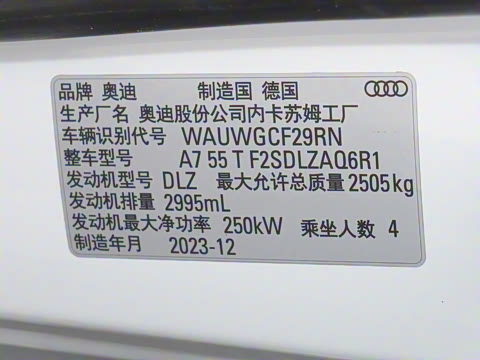 品牌 奥迪 制造国 德国
生产厂名 奥迪股份公司内卡苏姆工厂
车辆识别代号 WAUWGCF29RN
整车型号 A7 55 T F2SDLZAQ6R1
发动机型号 DLZ 最大允许总质量 2505kg
发动机排量 2995mL
发动机最大净功率 250kW 乘坐人数 4
制造年月 2023-12